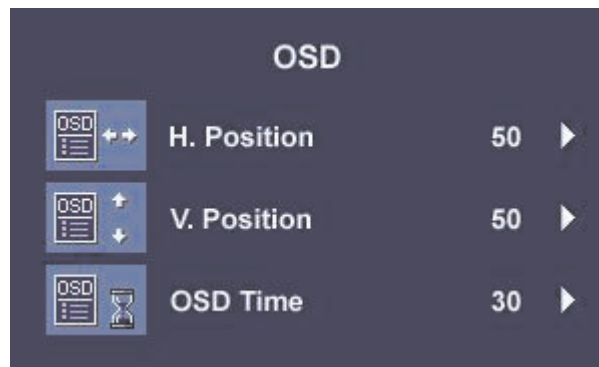 OSD
OSD H. Position 50
OSD V. Position 50
OSD OSD Time 30